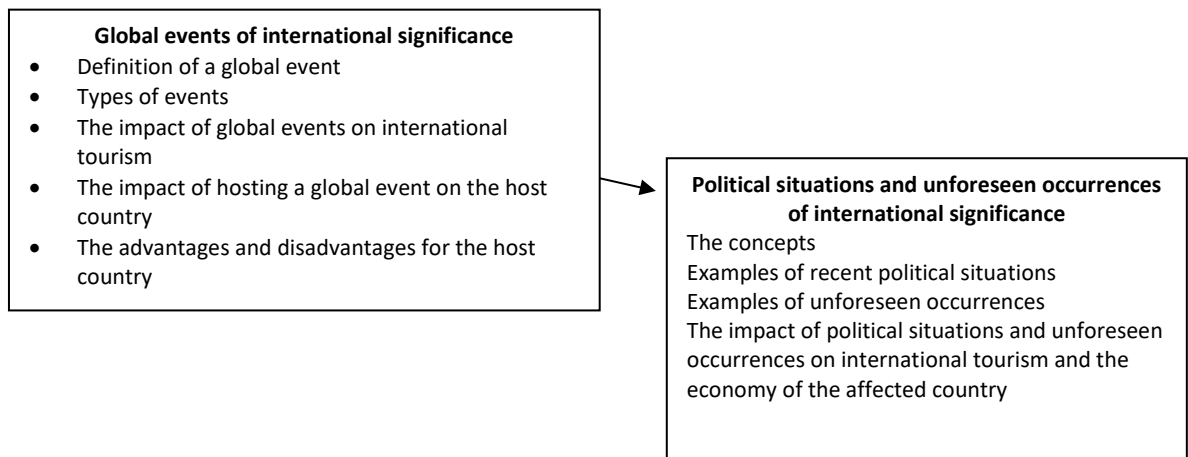 Global events of international significance
• Definition of a global event
• Types of events
• The impact of global events on international
tourism
• The impact of hosting a global event on the host
country
• The advantages and disadvantages for the host
country
Political situations and unforeseen occurrences
of international significance
The concepts
Examples of recent political situations
Examples of unforeseen occurrences
The impact of political situations and unforeseen
occurrences on international tourism and the
economy of the affected country